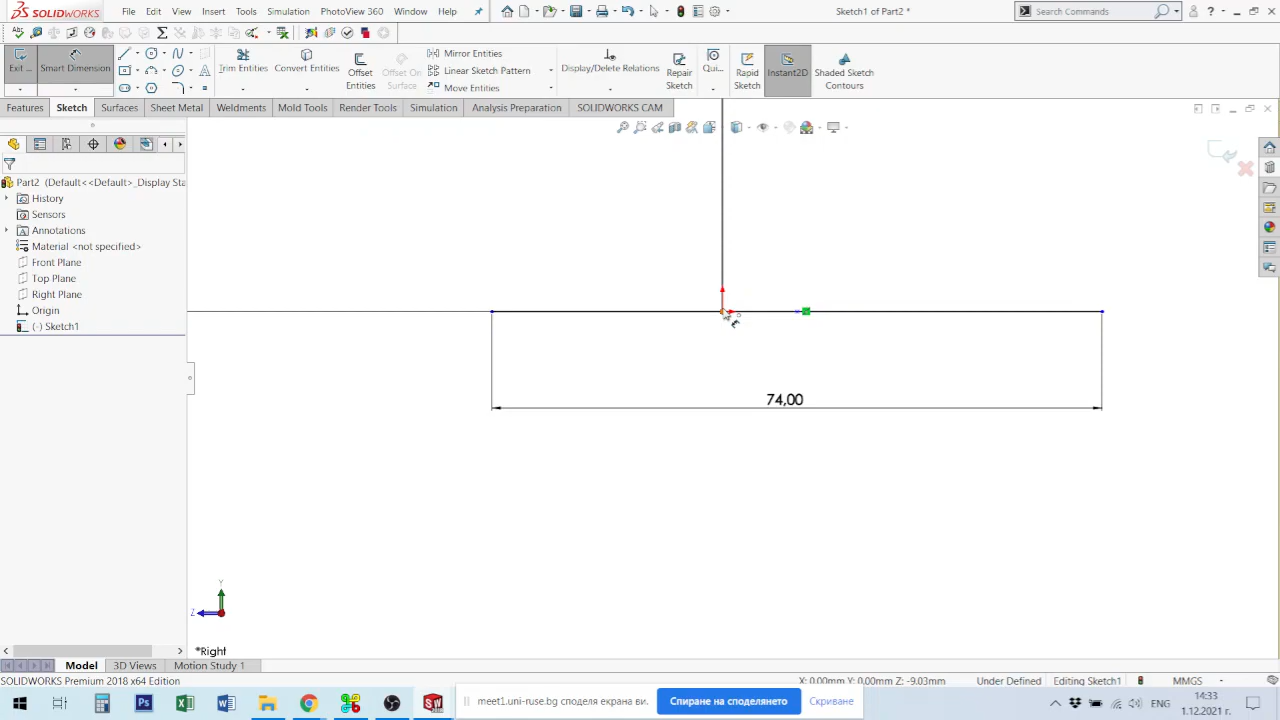 SOLIDWORKS File Edit View Insert Tools Simulation PhotoView 360 Window Help Sketch1 of Part2 * Search Commands
Exit ... Smart Dimension Trim Entities Convert Entities Offset Entities Offset On Surface Mirror Entities Linear Sketch Pattern Move Entities Display/Delete Relations Repair Sketch Qui... Rapid Sketch Instant2D Shaded Sketch Contours
Features Sketch Surfaces Sheet Metal Weldments Mold Tools Render Tools Simulation Analysis Preparation SOLIDWORKS CAM
Part2 (Default<<Default>_Display Sta
History
Sensors
Annotations
Material <not specified>
Front Plane
Top Plane
Right Plane
Origin
(-) Sketch1
74,00
Y
Z
*Right
Model 3D Views Motion Study 1
SOLIDWORKS Premium 2018 x64 Edition X: 0.00mm Y: 0.00mm Z: -9.03mm Under Defined Editing Sketch1 MMGS
meet1.uni-ruse.bg споделя екрана ви. Спиране на споделянето Скриване
ENG 14:33
1.12.2021 г.